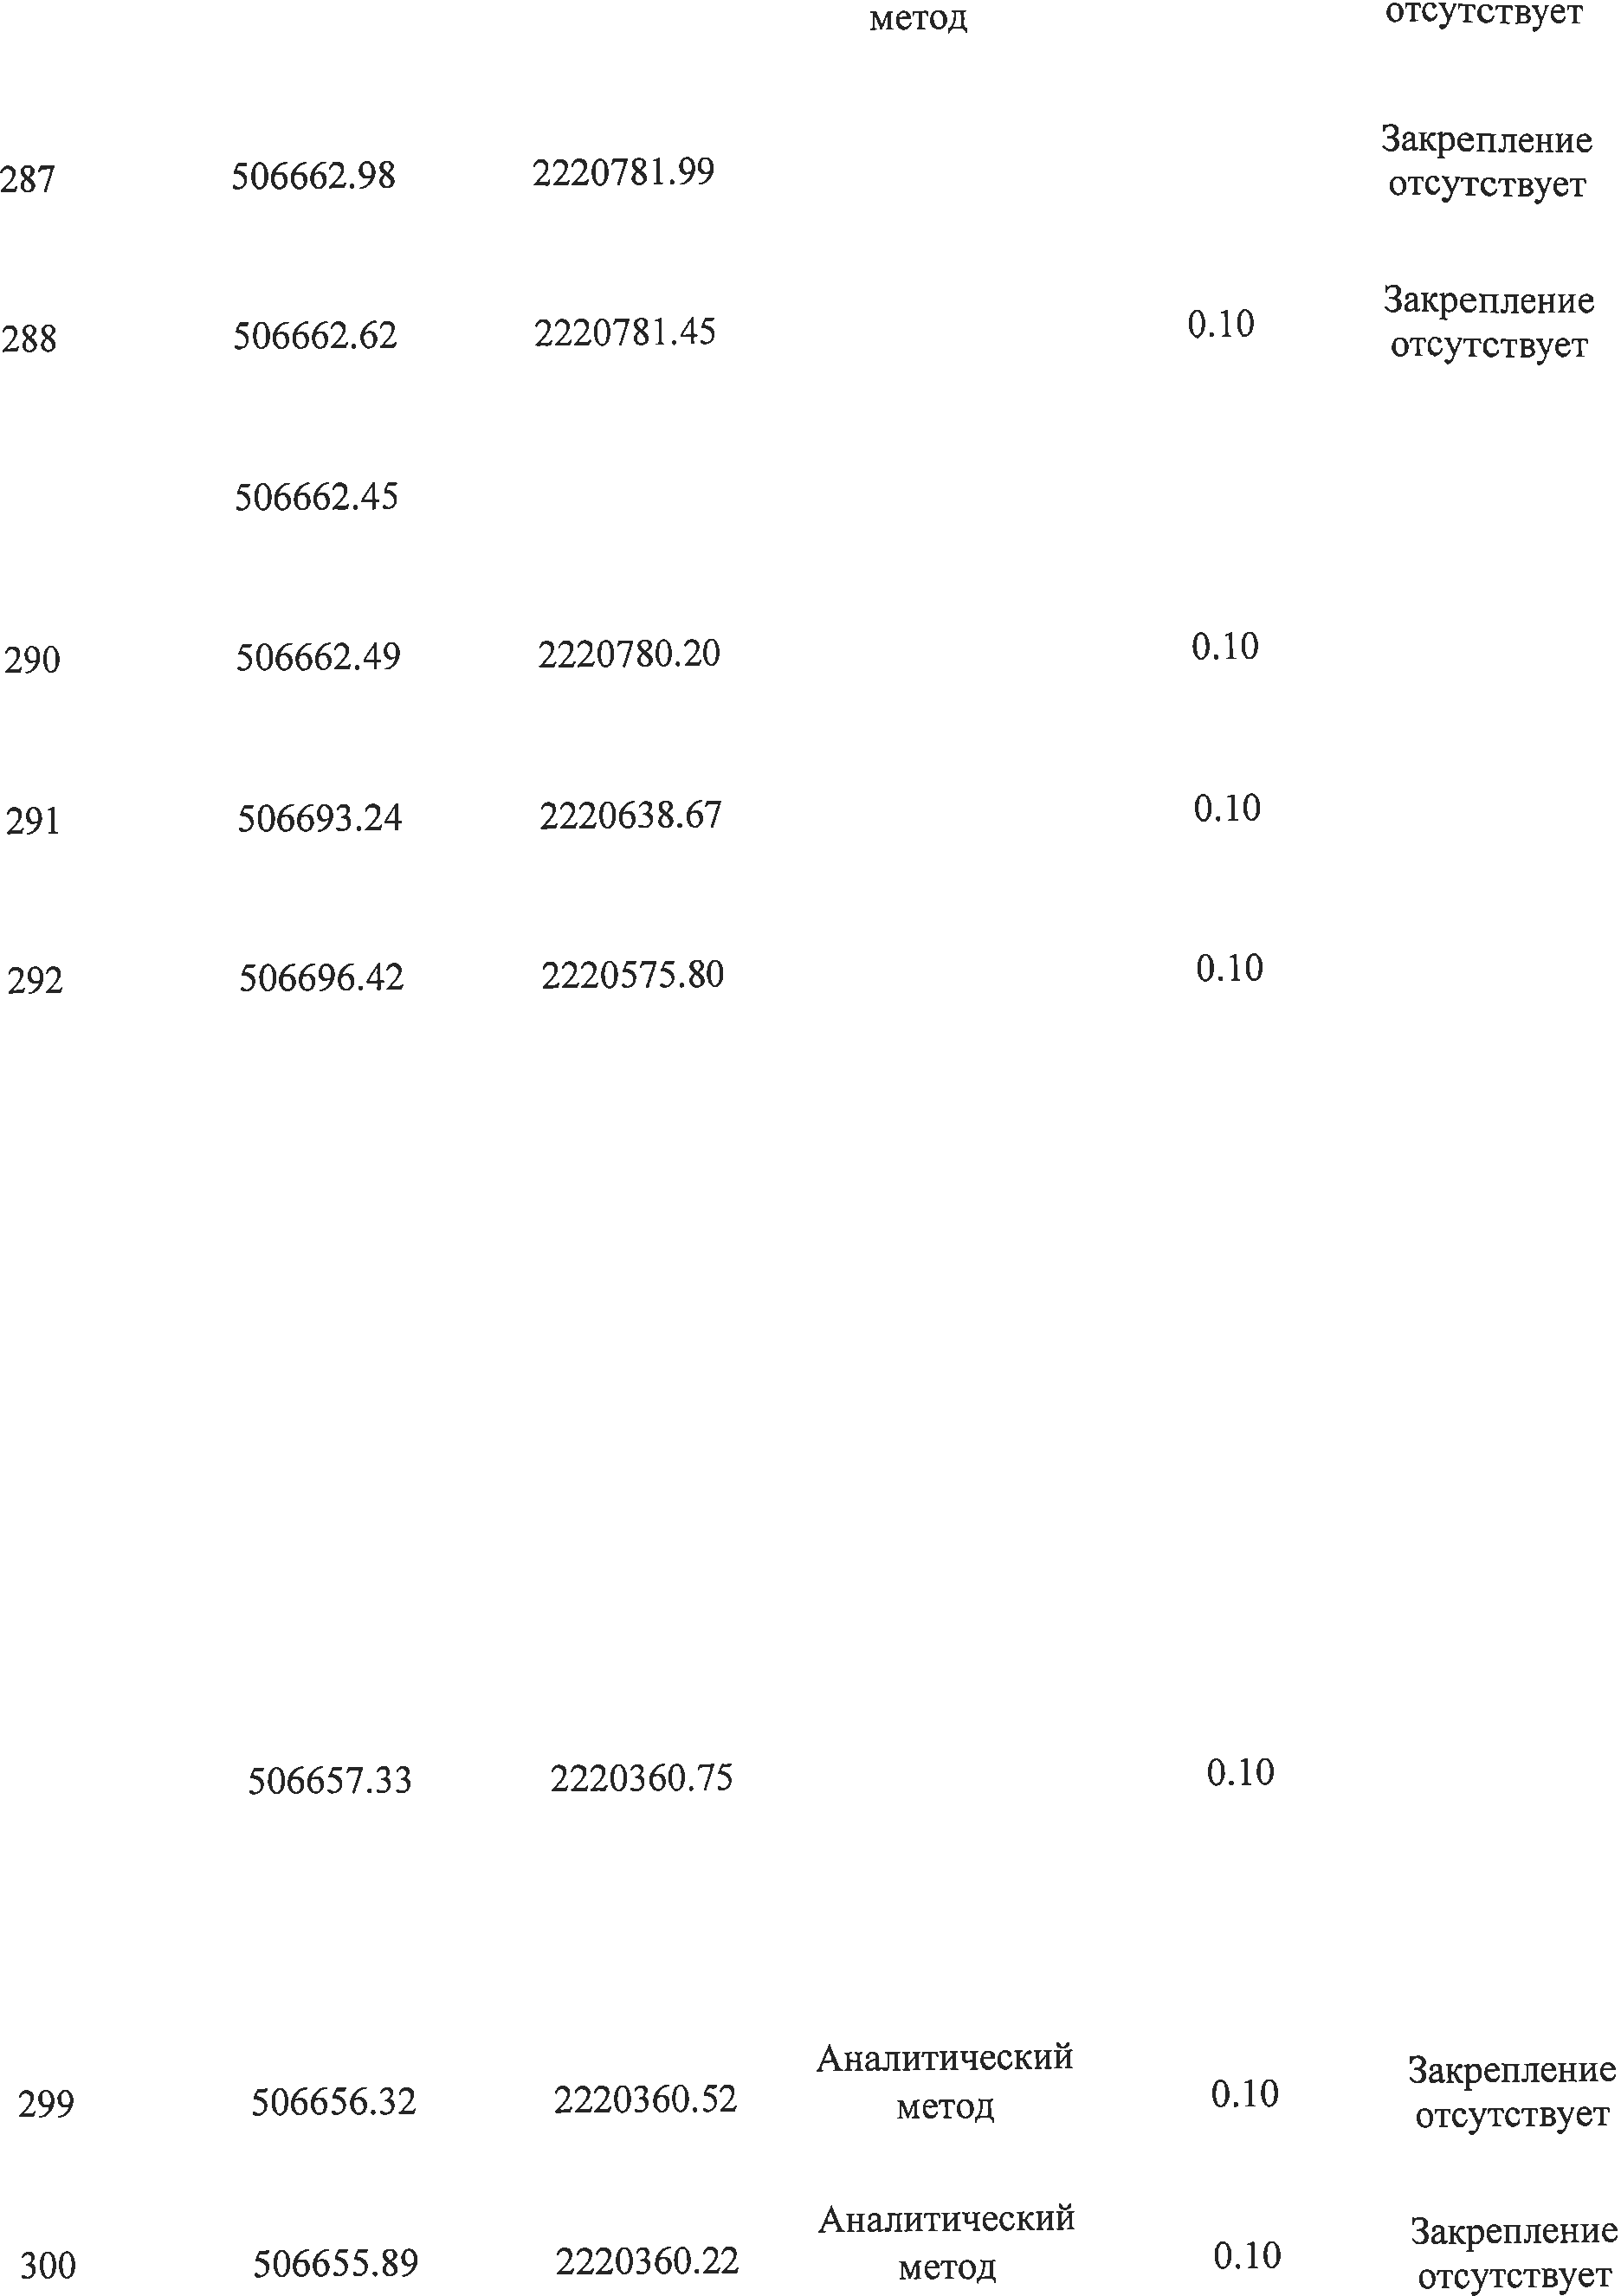 метод отсутствует
Закрепление
287 506662.98 2220781.99 отсутствует
Закрепление
288 506662.62 2220781.45 0.10 отсутствует
506662.45
290 506662.49 2220780.20 0.10
291 506693.24 2220638.67 0.10
292 506696.42 2220575.80 0.10
506657.33 2220360.75 0.10
Аналитический Закрепление
299 506656.32 2220360.52 метод 0.10 отсутствует
Аналитический Закрепление
300 506655.89 2220360.22 метод 0.10 отсутствует